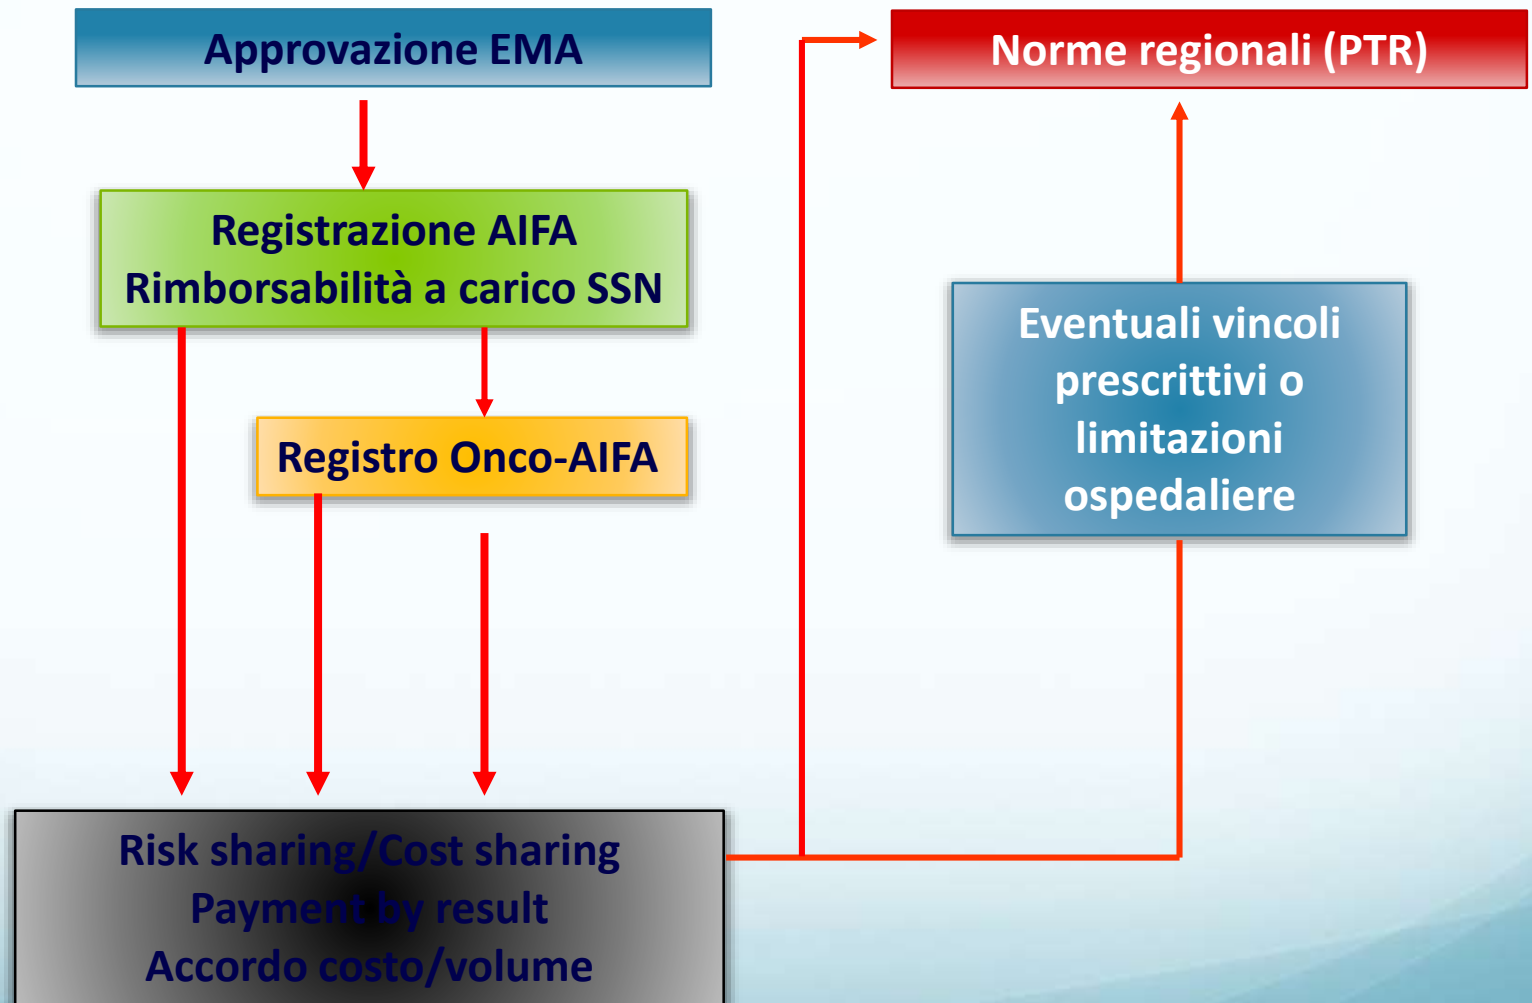 Approvazione EMA
Norme regionali (PTR)
Registrazione AIFA
Rimborsabilità a carico SSN
Registro Onco-AIFA
Eventuali vincoli
prescrittivi o
limitazioni
ospedaliere
Risk sharing/Cost sharing
Payment by result
Accordo costo/volume